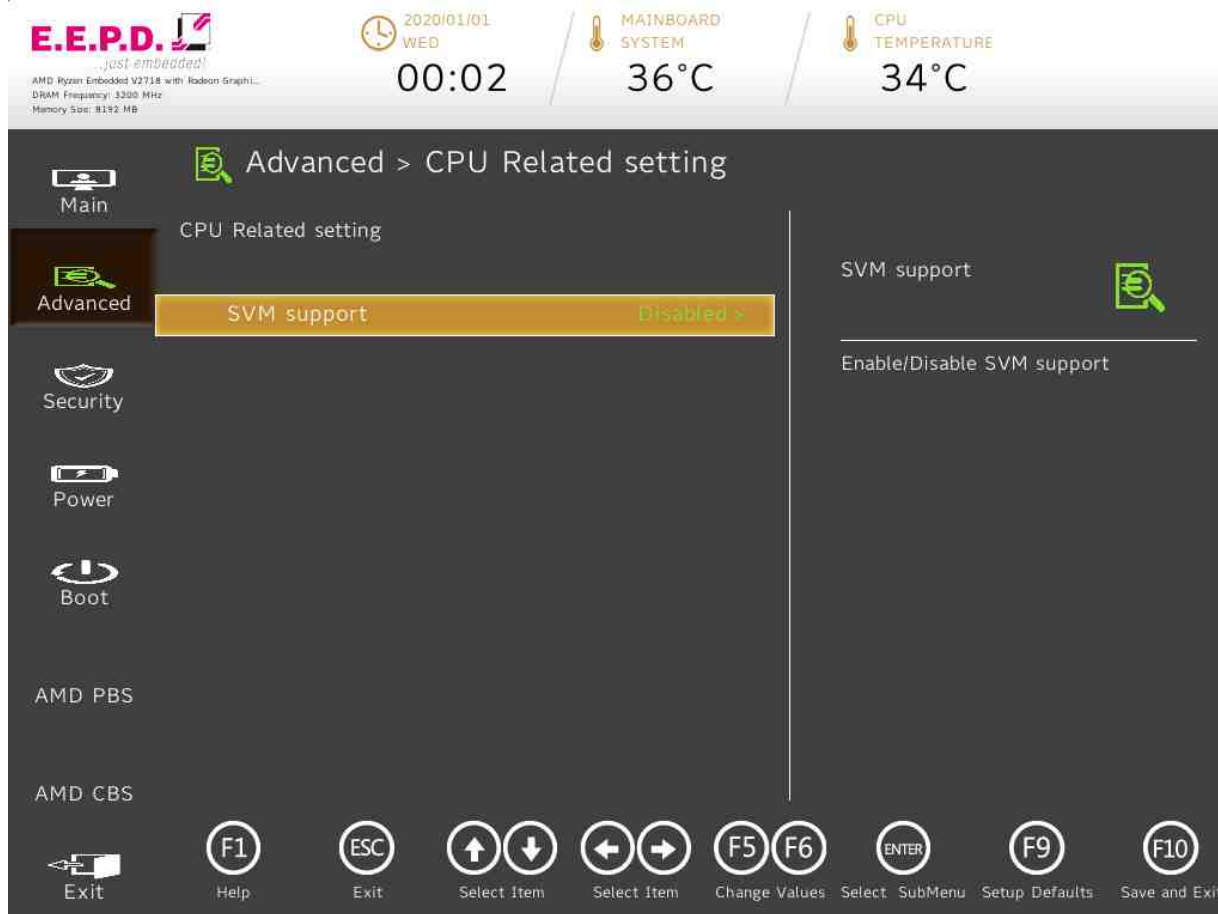 E.E.P.D.
...just embedded!
AMD Ryzen Embedded V2718 with Radeon Graphi...
DRAM Frequency: 3200 MHz
Memory Size: 8192 MB
2020/01/01
WED
00:02
MAINBOARD
SYSTEM
36°C
CPU
TEMPERATURE
34°C
Main
Advanced
Security
Power
Boot
AMD PBS
AMD CBS
Exit
Advanced > CPU Related setting
CPU Related setting
SVM support Disabled >
SVM support
Enable/Disable SVM support
F1 ESC F5 F6 ENTER F9 F10
Help Exit Select Item Select Item Change Values Select SubMenu Setup Defaults Save and Exi